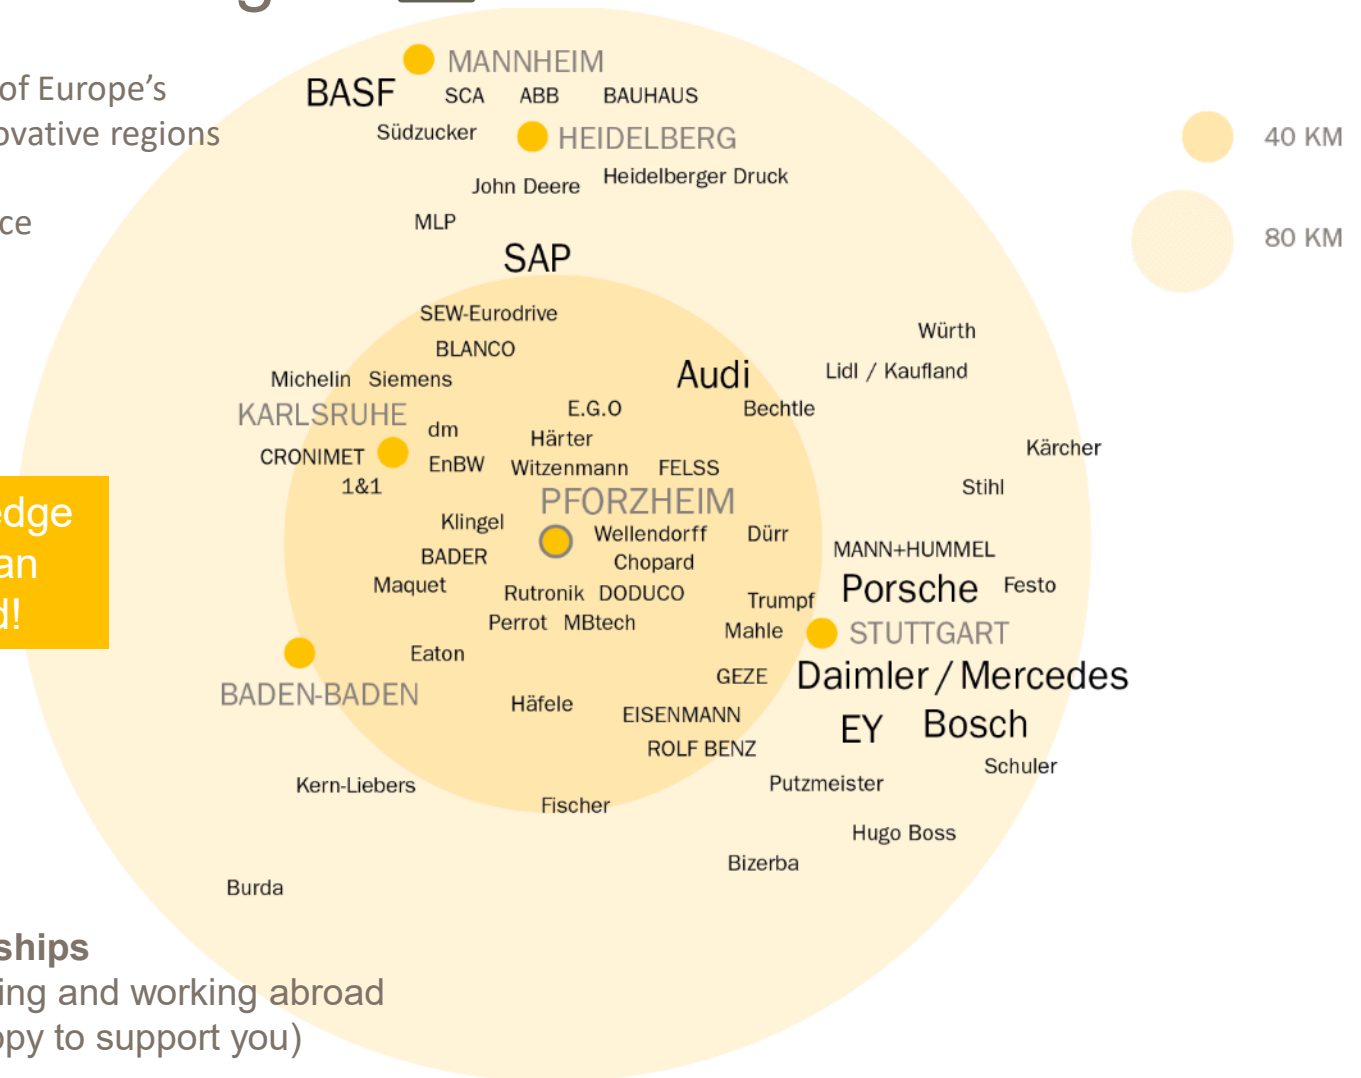 of Europe's
ovative regions
ce
edge
an
d!
ships
ing and working abroad
ppy to support you)
MANNHEIM
BASF SCA ABB BAUHAUS
Südzucker HEIDELBERG
John Deere Heidelberger Druck
MLP
SAP
SEW-Eurodrive
BLANCO
Michelin Siemens
KARLSRUHE
dm
CRONIMET EnBW
1&1
Audi
E.G.O Bechtle
Härter
Witzenmann FELSS
PFORZHEIM
Klingel Wellendorff Dürr
BADER Chopard
Maquet Rutronik DODUCO Trumpf
Perrot MBtech Mahle
Eaton
GEZE
BADEN-BADEN
Häfele EISENMANN
ROLF BENZ
Kern-Liebers
Fischer
Burda
Würth
Lidl / Kaufland
Kärcher
Stihl
MANN+HUMMEL
Porsche Festo
STUTTGART
Daimler / Mercedes
EY Bosch
Schuler
Putzmeister
Hugo Boss
Bizerba
40 KM
80 KM